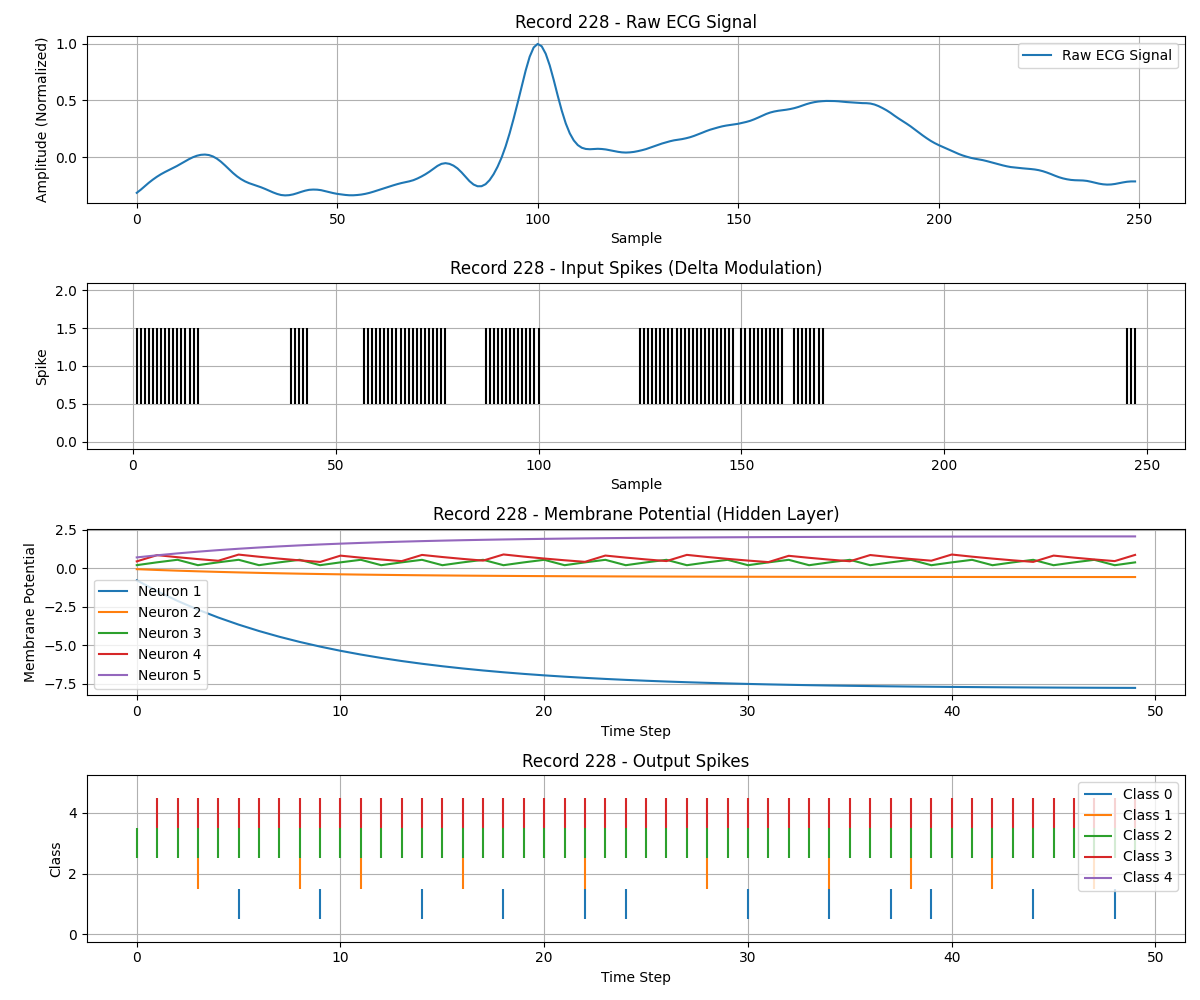 Record 228 - Raw ECG Signal
Amplitude (Normalized)
1.0
0.5
0.0
Raw ECG Signal
0 50 100 150 200 250
Sample
Record 228 - Input Spikes (Delta Modulation)
Spike
2.0
1.5
1.0
0.5
0.0
0 50 100 150 200 250
Sample
Record 228 - Membrane Potential (Hidden Layer)
Membrane Potential
2.5
0.0
−2.5
−5.0
−7.5
Neuron 1
Neuron 2
Neuron 3
Neuron 4
Neuron 5
0 10 20 30 40 50
Time Step
Record 228 - Output Spikes
Class
4
2
0
Class 0
Class 1
Class 2
Class 3
Class 4
0 10 20 30 40 50
Time Step